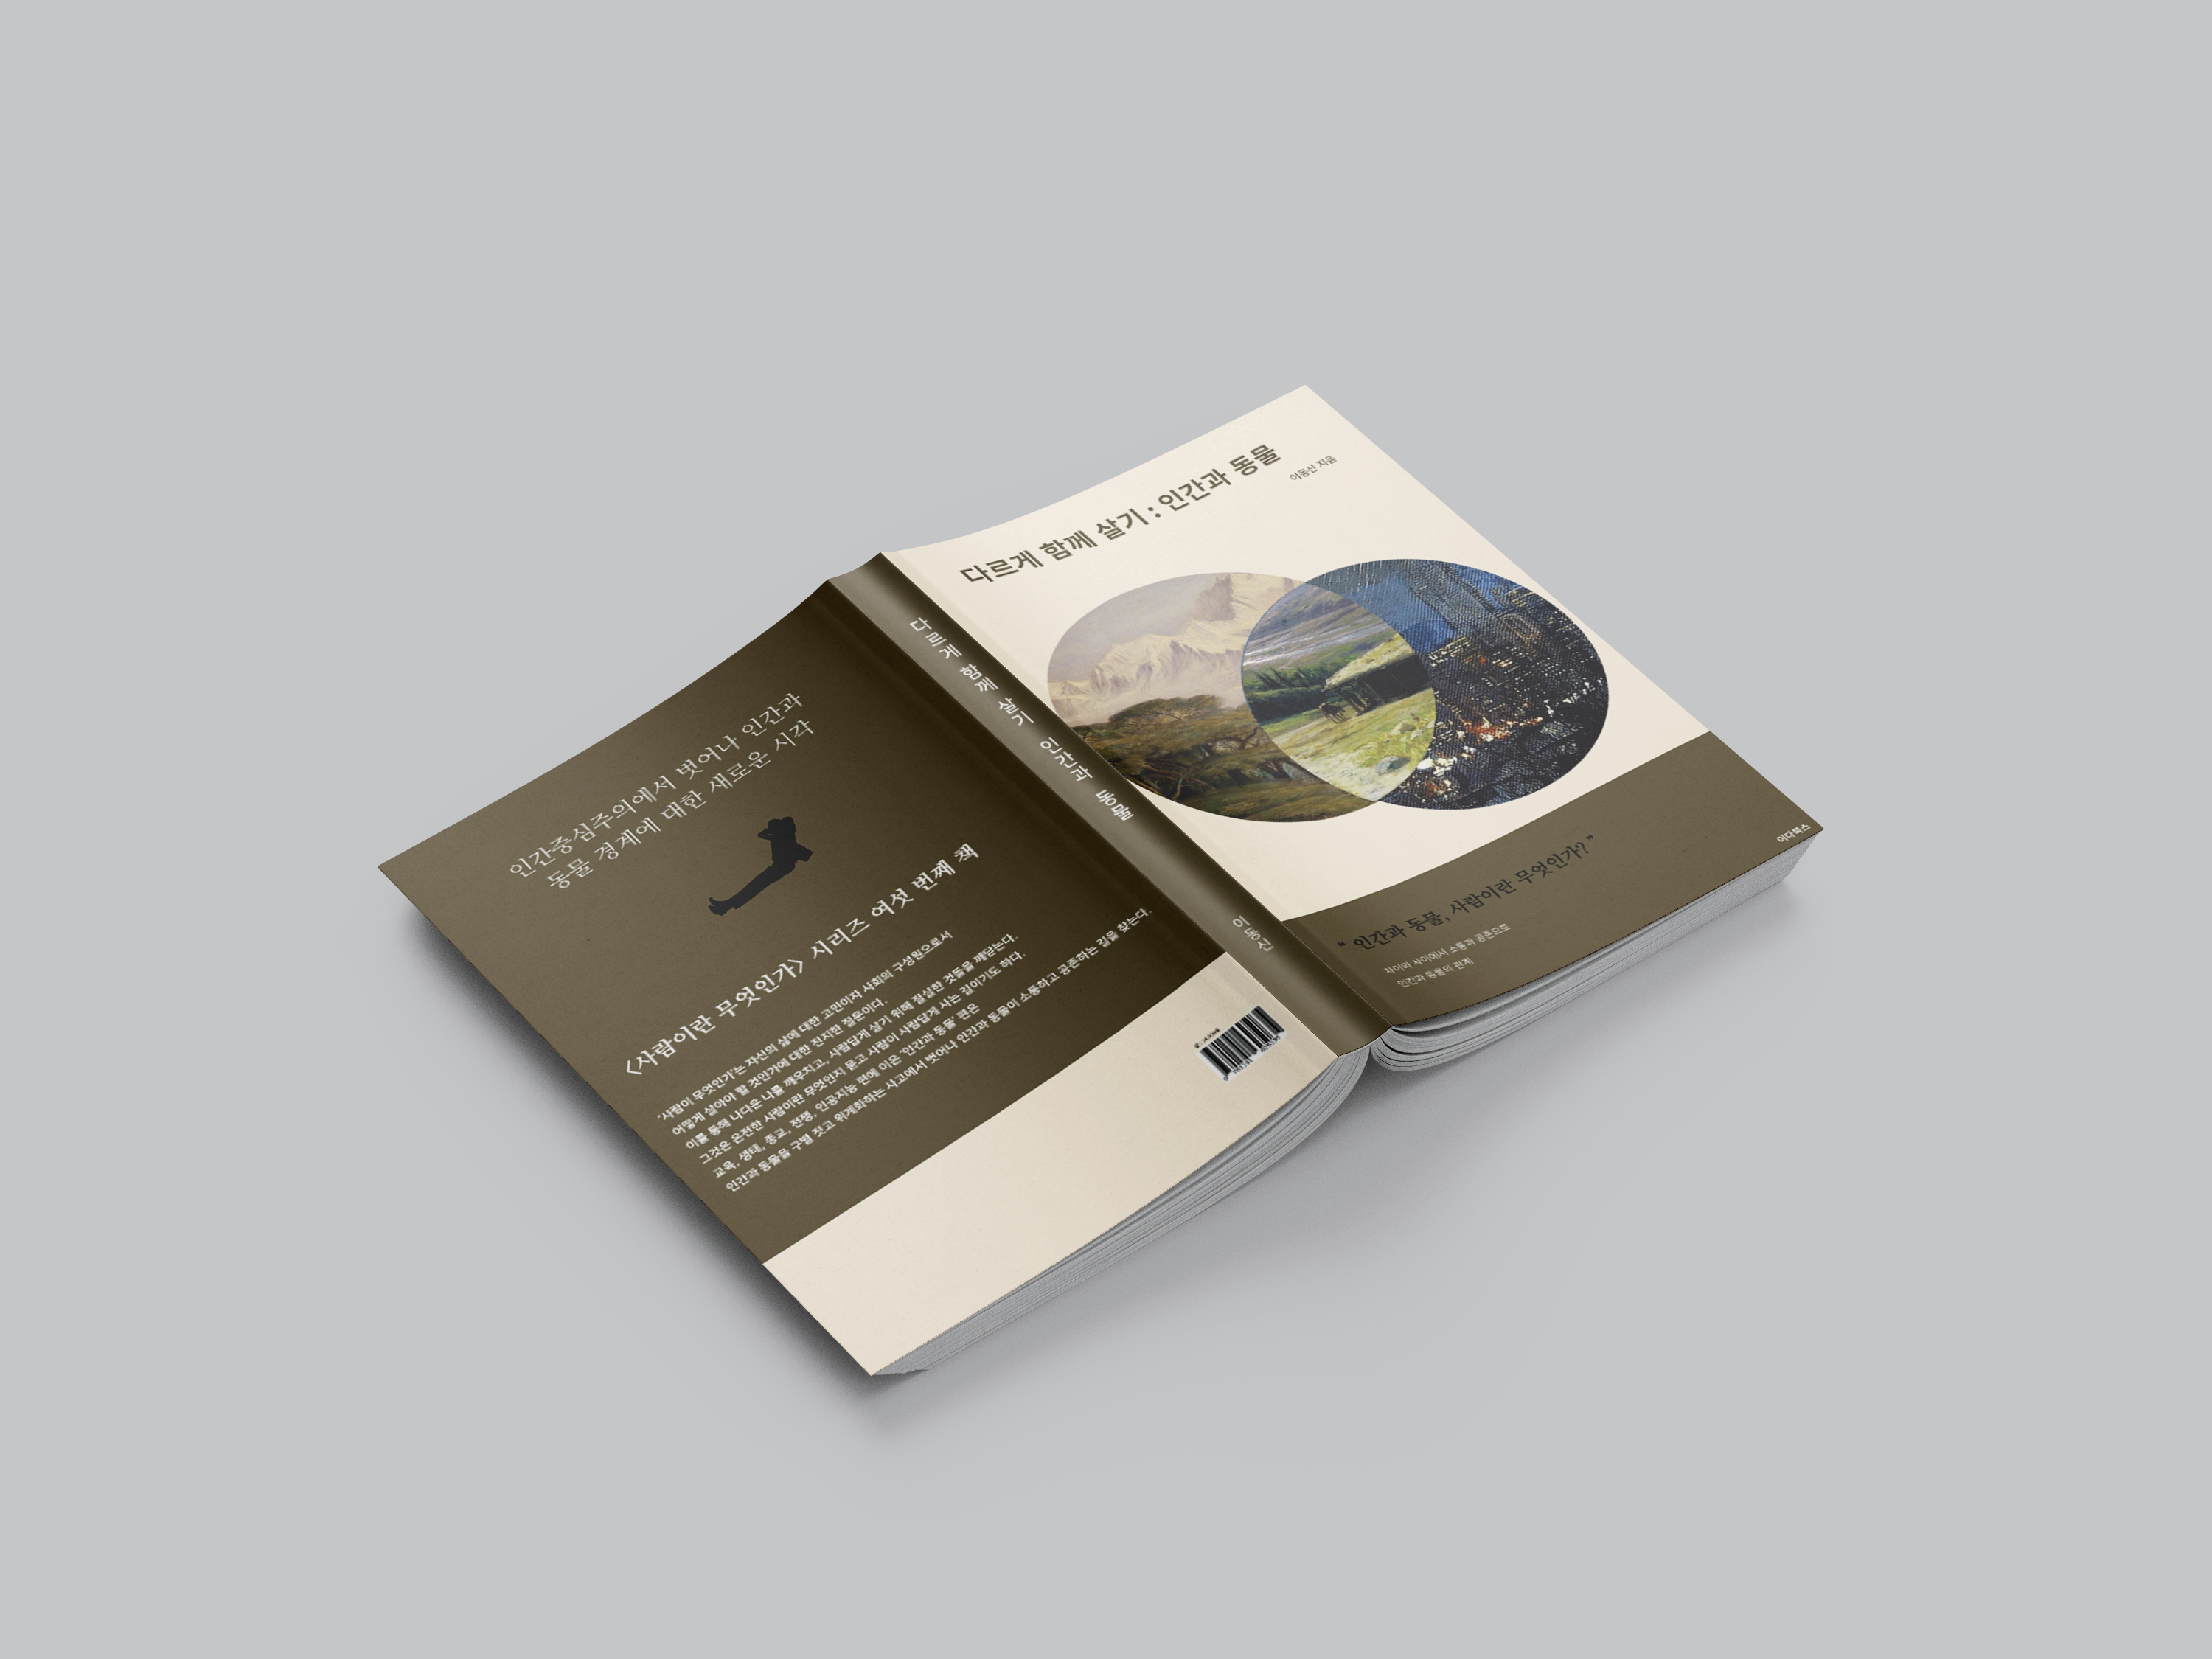 다르게 함께 살기 : 인간과 동물
이동신 지음
“ 인간과 동물, 사람이란 무엇인가? ”
차이와 사이에서 소통과 공존으로
인간과 동물의 관계
이다북스
다르게 함께 살기 인간과 동물
이동신
인간중심주의에서 벗어나 인간과
동물 경계에 대한 새로운 시각
<사람이란 무엇인가> 시리즈 여섯 번째 책
‘사람이 무엇인가’는 자신의 삶에 대한 고민이자 사회의 구성원으로서
어떻게 살아야 할 것인가에 대한 진지한 질문이다.
이를 통해 나다운 나를 깨우치고, 사람답게 살기 위해 절실한 것들을 깨닫는다.
그것은 온전한 사람이란 무엇인지 묻고 사람이 사람답게 사는 길이기도 하다.
교육, 생태, 종교, 전쟁, 인공지능 편에 이은 ‘인간과 동물’ 편은
인간과 동물을 구별 짓고 위계화하는 사고에서 벗어나 인간과 동물이 소통하고 공존하는 길을 찾는다.